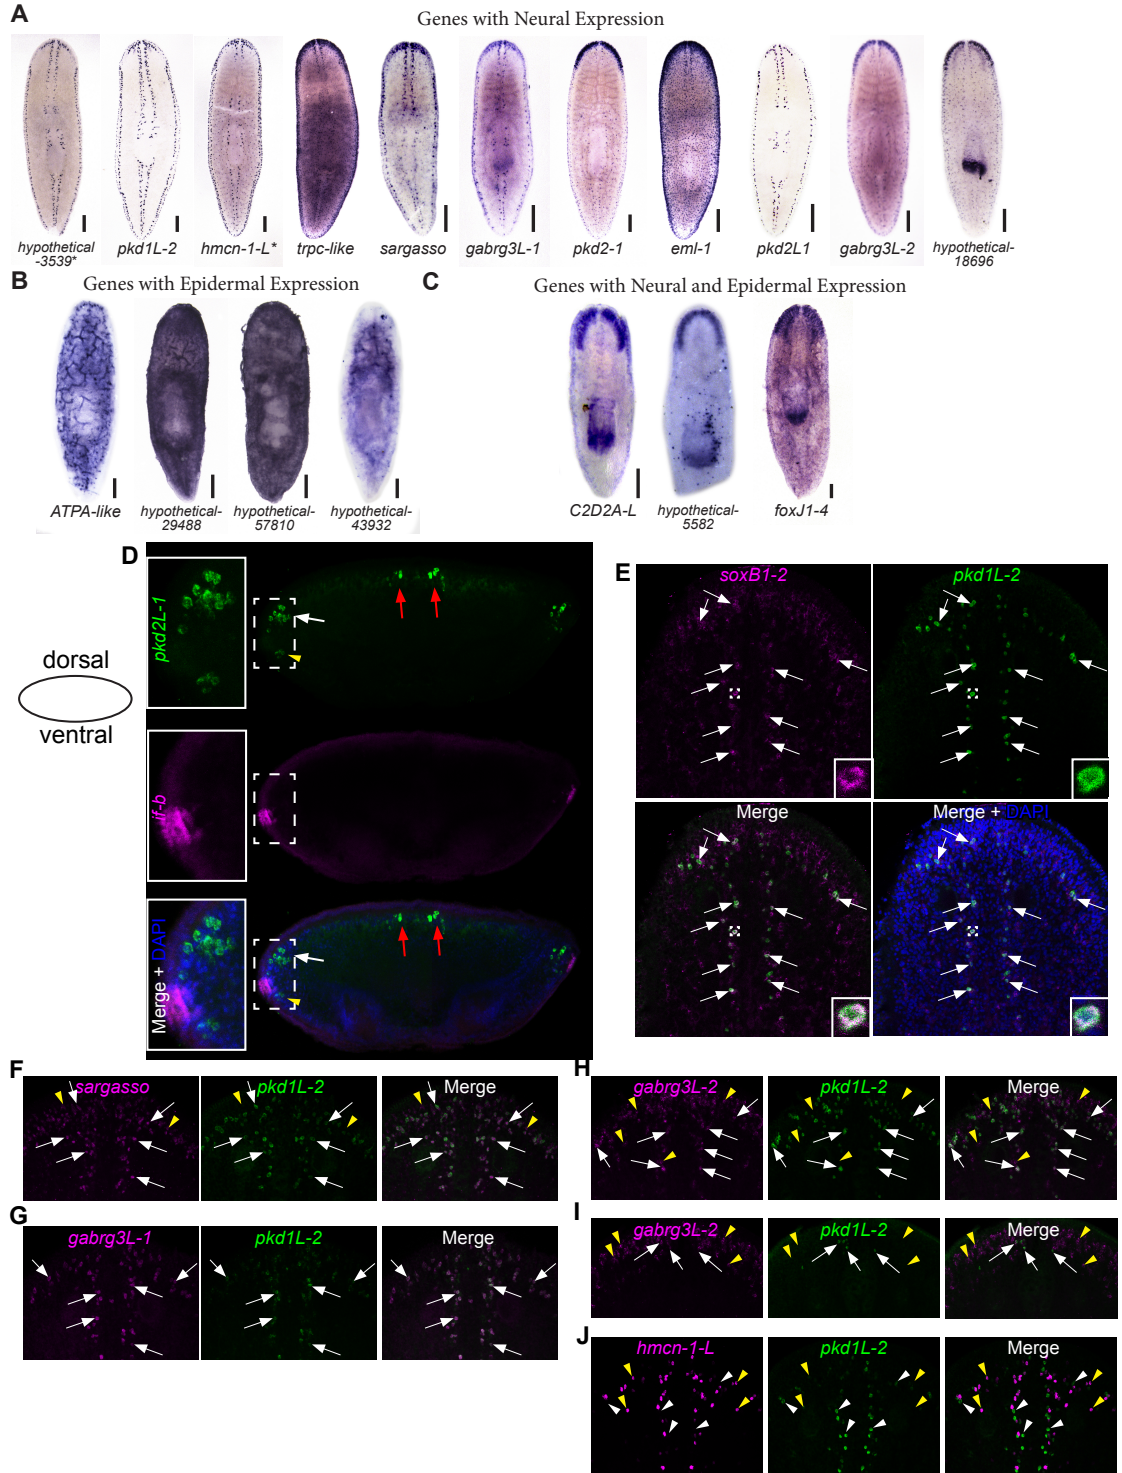 A
Genes with Neural Expression
hypothetical
-3539*
pkd1L-2
hmcn-1-L*
trpc-like
sargasso
gabrg3L-1
pkd2-1
eml-1
pkd2L1
gabrg3L-2
hypothetical-
18696
B
Genes with Epidermal Expression
ATPA-like
hypothetical-
29488
hypothetical-
57810
hypothetical-
43932
C
Genes with Neural and Epidermal Expression
C2D2A-L
hypothetical-
5582
foxJ1-4
D
dorsal
ventral
pkd2L-1
if-b
Merge + DAPI
E
soxB1-2
pkd1L-2
Merge
Merge + DAPI
F
sargasso
pkd1L-2
Merge
G
gabrg3L-1
pkd1L-2
Merge
H
gabrg3L-2
pkd1L-2
Merge
I
gabrg3L-2
pkd1L-2
Merge
J
hmcn-1-L
pkd1L-2
Merge